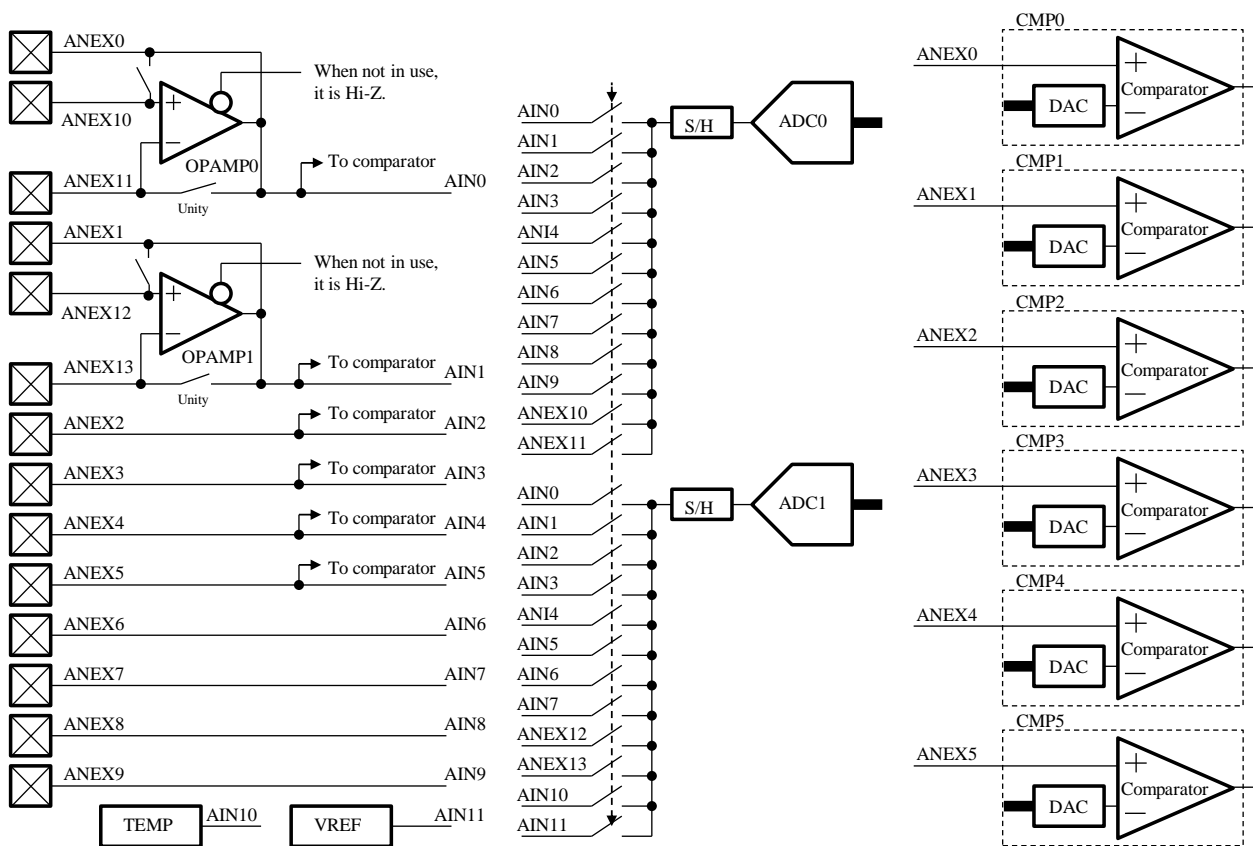 ANEX0
ANEX10
When not in use,
it is Hi-Z.
+
−
OPAMP0
To comparator
ANEX11
Unity
AIN0
ANEX1
ANEX12
When not in use,
it is Hi-Z.
+
−
OPAMP1
To comparator
ANEX13
Unity
AIN1
ANEX2
To comparator
AIN2
ANEX3
To comparator
AIN3
ANEX4
To comparator
AIN4
ANEX5
To comparator
AIN5
ANEX6
AIN6
ANEX7
AIN7
ANEX8
AIN8
ANEX9
AIN9
TEMP
AIN10
VREF
AIN11
AIN0
AIN1
AIN2
AIN3
ANI4
AIN5
AIN6
AIN7
AIN8
AIN9
ANEX10
ANEX11
S/H
ADC0
AIN0
AIN1
AIN2
AIN3
ANI4
AIN5
AIN6
AIN7
ANEX12
ANEX13
AIN10
AIN11
S/H
ADC1
CMP0
ANEX0
+
Comparator
DAC
−
CMP1
ANEX1
+
Comparator
DAC
−
CMP2
ANEX2
+
Comparator
DAC
−
CMP3
ANEX3
+
Comparator
DAC
−
CMP4
ANEX4
+
Comparator
DAC
−
CMP5
ANEX5
+
Comparator
DAC
−